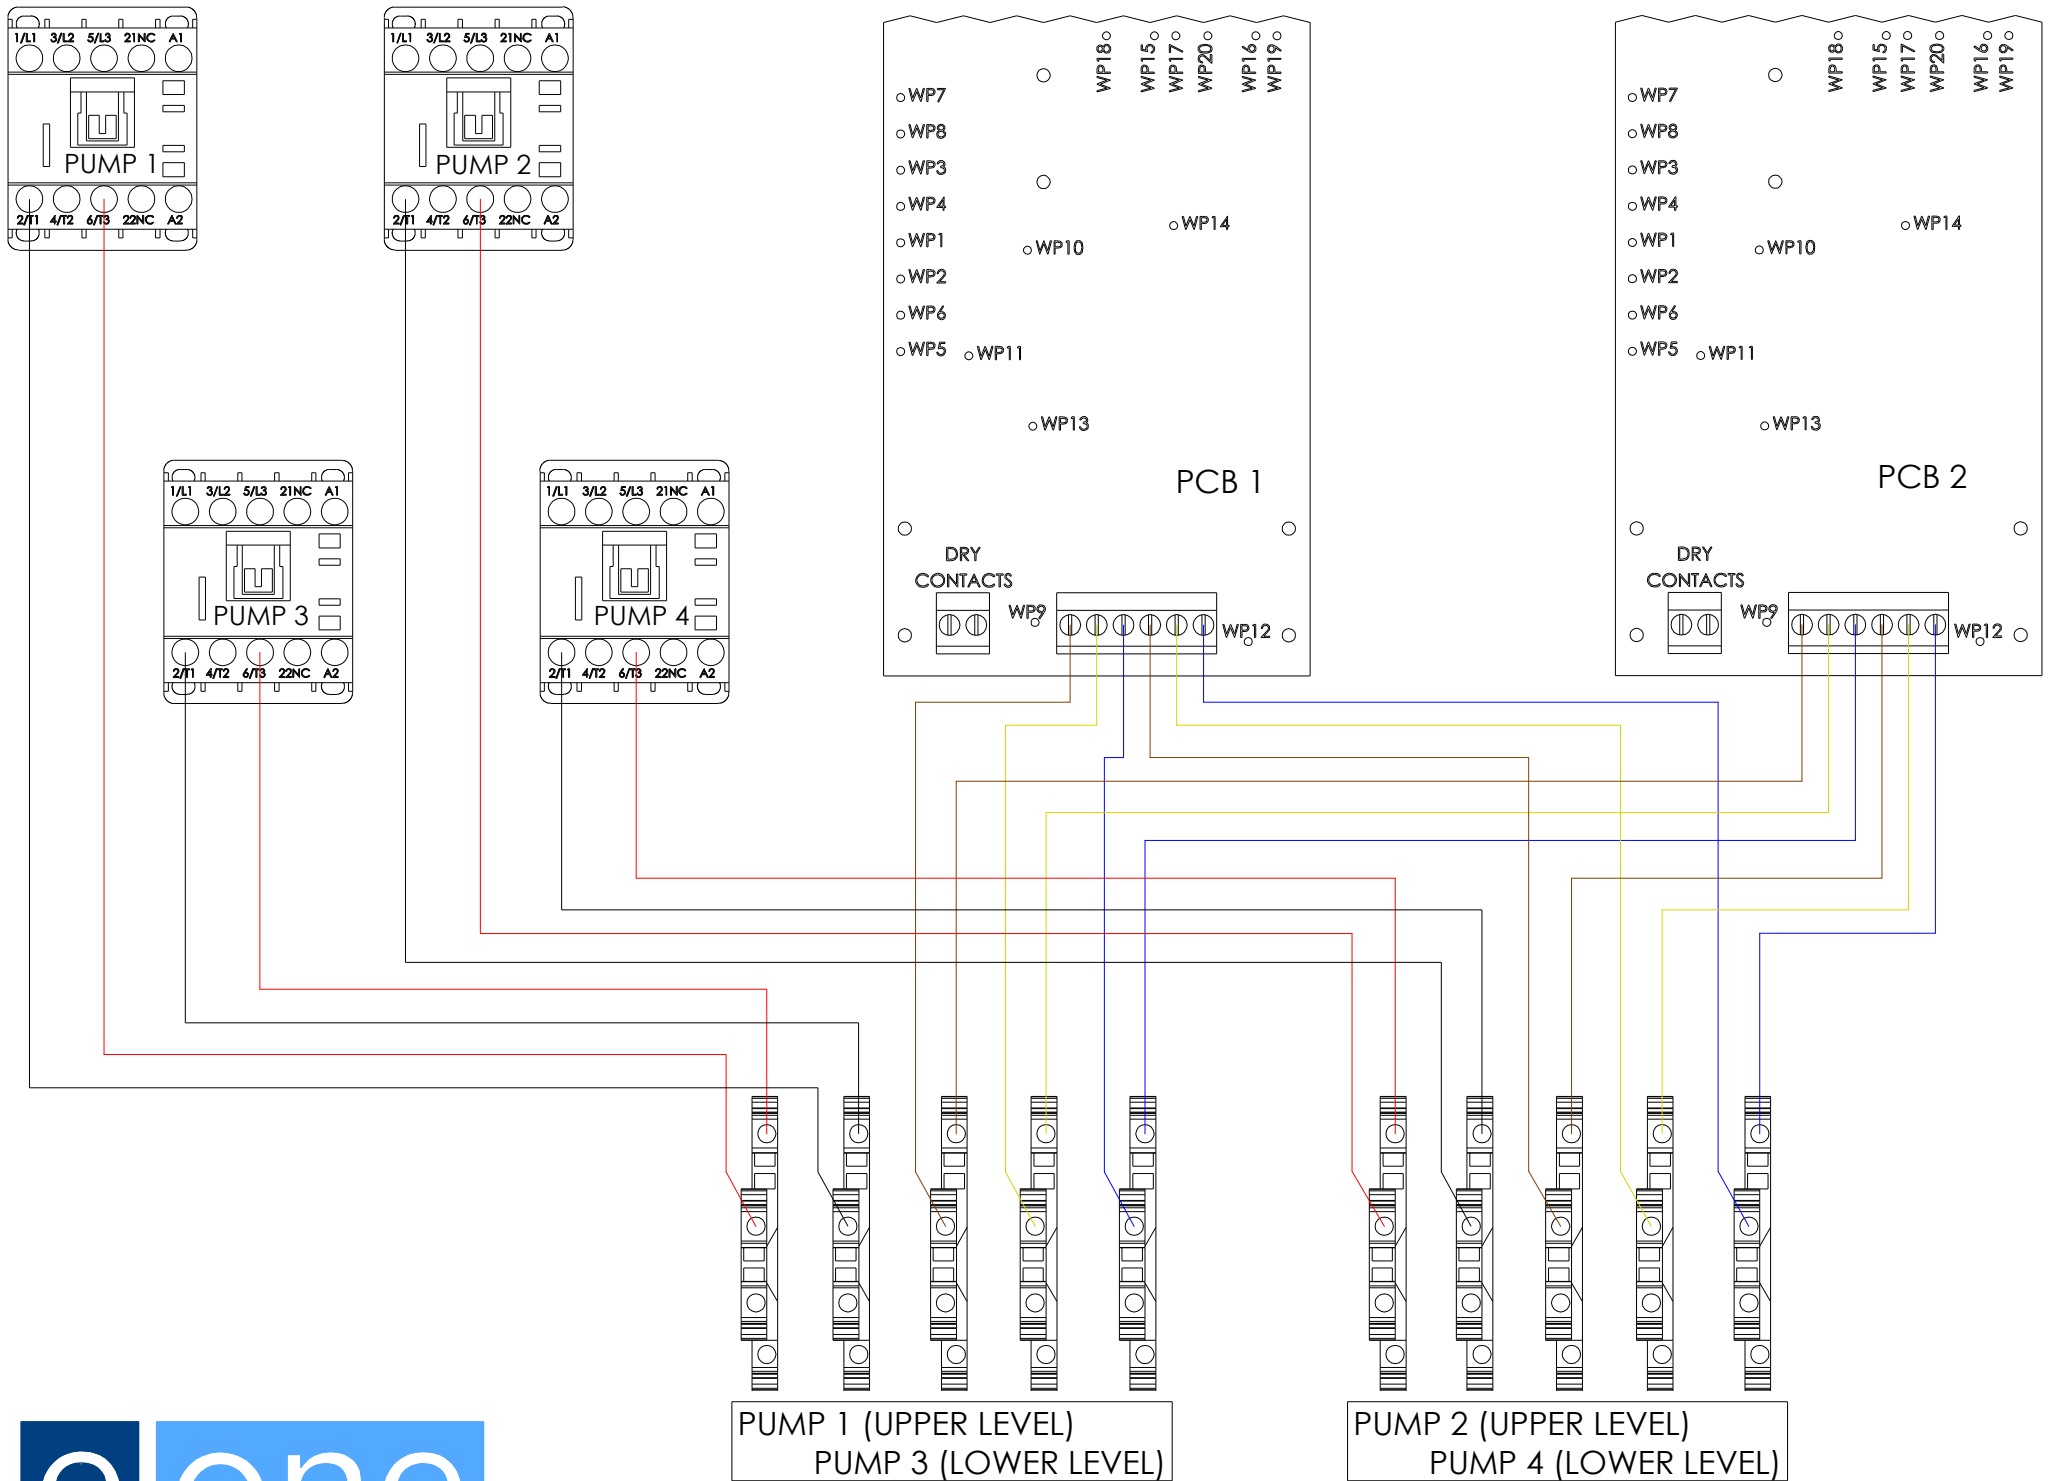 1/L1 3/L2 5/L3 21NC A1
PUMP 1
2/T1 4/T2 6/T3 22NC A2
1/L1 3/L2 5/L3 21NC A1
PUMP 2
2/T1 4/T2 6/T3 22NC A2
1/L1 3/L2 5/L3 21NC A1
PUMP 3
2/T1 4/T2 6/T3 22NC A2
1/L1 3/L2 5/L3 21NC A1
PUMP 4
2/T1 4/T2 6/T3 22NC A2
WP18 WP15 WP17 WP20 WP16 WP19
WP7
WP8
WP3
WP4
WP14
WP1
WP10
WP2
WP6
WP5
WP11
WP13
PCB 1
DRY
CONTACTS
WP9
WP12
WP18 WP15 WP17 WP20 WP16 WP19
WP7
WP8
WP3
WP4
WP14
WP1
WP10
WP2
WP6
WP5
WP11
WP13
PCB 2
DRY
CONTACTS
WP9
WP12
PUMP 1 (UPPER LEVEL)
PUMP 3 (LOWER LEVEL)
PUMP 2 (UPPER LEVEL)
PUMP 4 (LOWER LEVEL)
e one